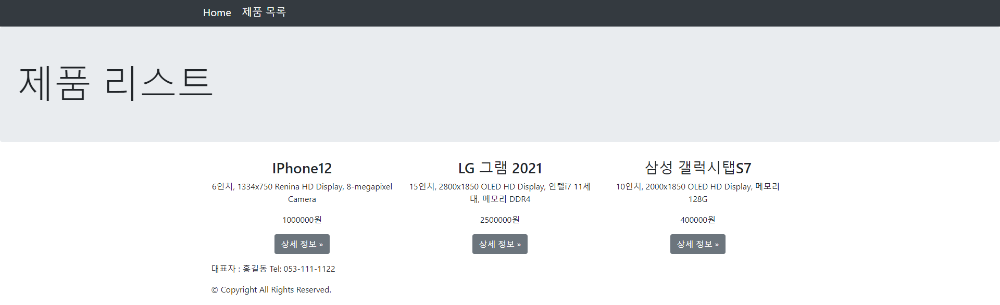 Home 제품 목록
제품 리스트
IPhone12
6인치, 1334x750 Renina HD Display, 8-megapixel
Camera
1000000원
상세 정보 »
LG 그램 2021
15인치, 2800x1850 OLED HD Display, 인텔i7 11세
대, 메모리 DDR4
2500000원
상세 정보 »
삼성 갤럭시탭S7
10인치, 2000x1850 OLED HD Display, 메모리
128G
400000원
상세 정보 »
대표자 : 홍길동 Tel: 053-111-1122
© Copyright All Rights Reserved.